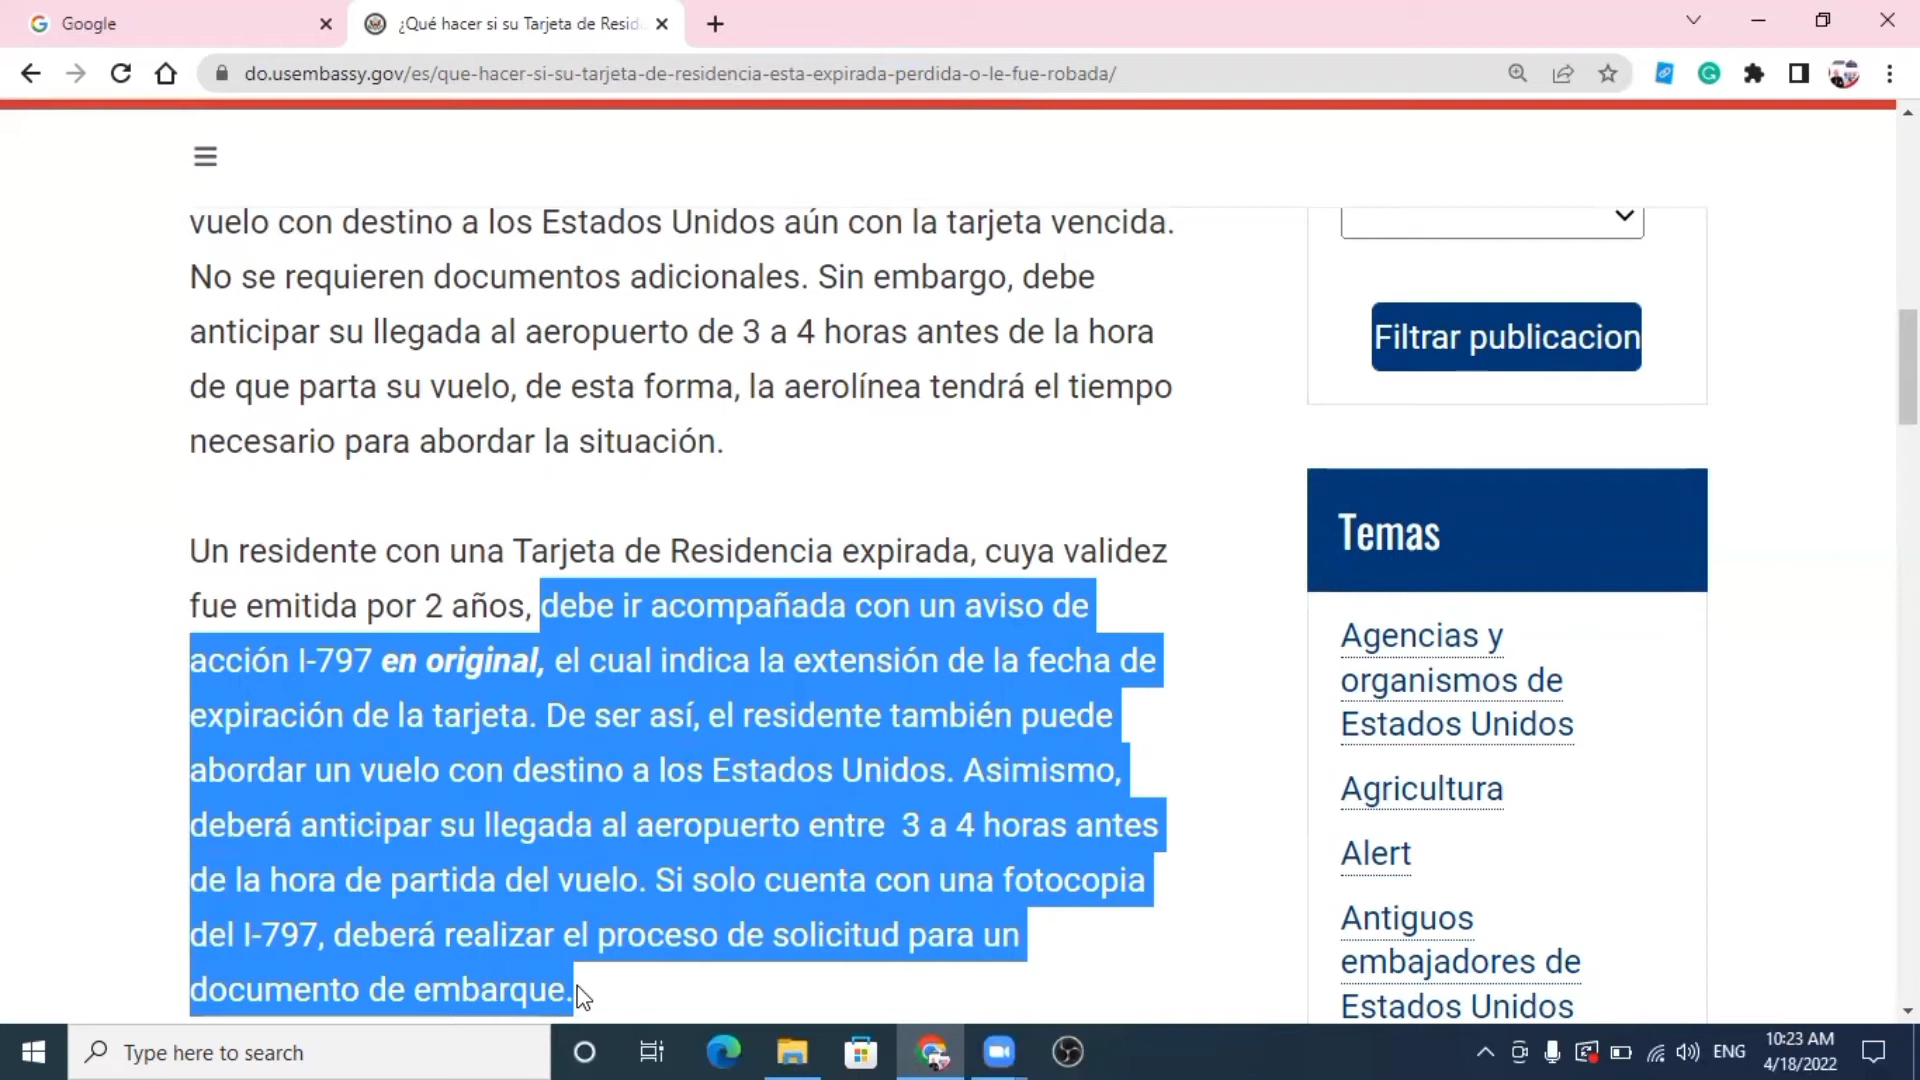 Google
¿Qué hacer si su Tarjeta de Resid
do.usembassy.gov/es/que-hacer-si-su-tarjeta-de-residencia-esta-expirada-perdida-o-le-fue-robada/
vuelo con destino a los Estados Unidos aún con la tarjeta vencida.
No se requieren documentos adicionales. Sin embargo, debe
anticipar su llegada al aeropuerto de 3 a 4 horas antes de la hora
de que parta su vuelo, de esta forma, la aerolínea tendrá el tiempo
necesario para abordar la situación.
Un residente con una Tarjeta de Residencia expirada, cuya validez
fue emitida por 2 años, debe ir acompañada con un aviso de
acción I-797 en original, el cual indica la extensión de la fecha de
expiración de la tarjeta. De ser así, el residente también puede
abordar un vuelo con destino a los Estados Unidos. Asimismo,
deberá anticipar su llegada al aeropuerto entre  3 a 4 horas antes
de la hora de partida del vuelo. Si solo cuenta con una fotocopia
del I-797, deberá realizar el proceso de solicitud para un
documento de embarque.
Filtrar publicacion
Temas
Agencias y
organismos de
Estados Unidos
Agricultura
Alert
Antiguos
embajadores de
Estados Unidos
Type here to search
ENG
10:23 AM
4/18/2022